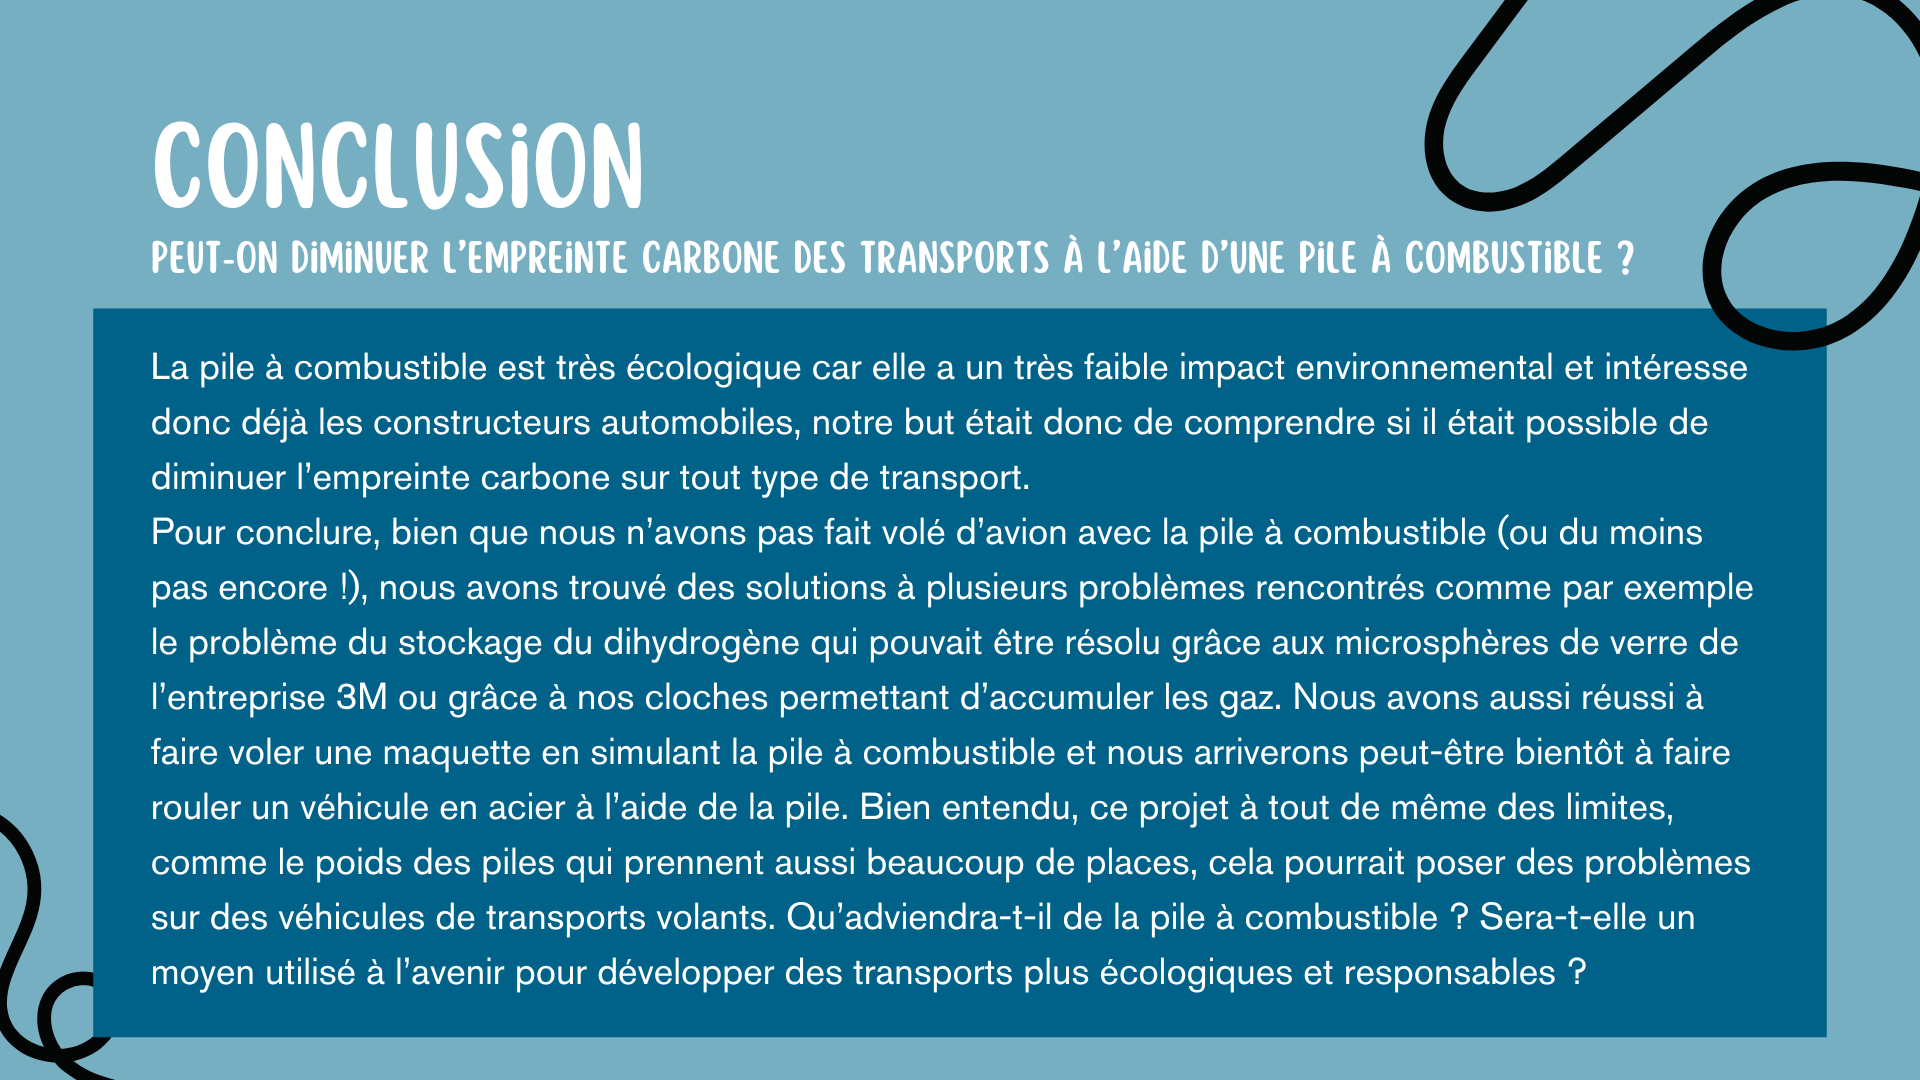 CONCLUSION
PEUT-ON DIMINUER L'EMPREINTE CARBONE DES TRANSPORTS À L'AIDE D'UNE PILE À COMBUSTIBLE ?
La pile à combustible est très écologique car elle a un très faible impact environnemental et intéresse
donc déjà les constructeurs automobiles, notre but était donc de comprendre si il était possible de
diminuer l'empreinte carbone sur tout type de transport.
Pour conclure, bien que nous n'avons pas fait volé d'avion avec la pile à combustible (ou du moins
pas encore !), nous avons trouvé des solutions à plusieurs problèmes rencontrés comme par exemple
le problème du stockage du dihydrogène qui pouvait être résolu grâce aux microsphères de verre de
l'entreprise 3M ou grâce à nos cloches permettant d'accumuler les gaz. Nous avons aussi réussi à
faire voler une maquette en simulant la pile à combustible et nous arriverons peut-être bientôt à faire
rouler un véhicule en acier à l'aide de la pile. Bien entendu, ce projet à tout de même des limites,
comme le poids des piles qui prennent aussi beaucoup de places, cela pourrait poser des problèmes
sur des véhicules de transports volants. Qu'adviendra-t-il de la pile à combustible ? Sera-t-elle un
moyen utilisé à l'avenir pour développer des transports plus écologiques et responsables ?